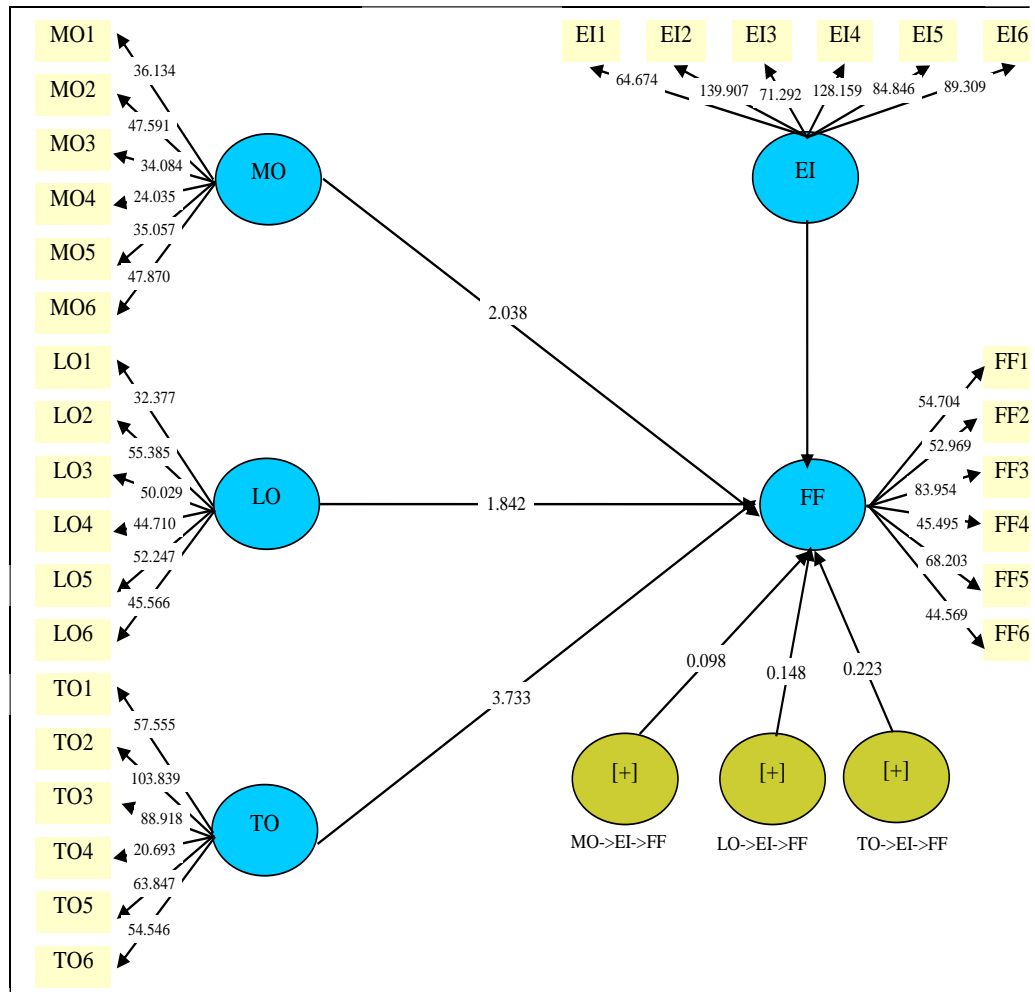 MO1
MO2
MO3
MO4
MO5
MO6
36.134
47.591
34.084
24.035
35.057
47.870
MO
EI1 EI2 EI3 EI4 EI5 EI6
64.674 139.907 71.292 128.159 84.846 89.309
EI
2.038
LO1
LO2
LO3
LO4
LO5
LO6
32.377
55.385
50.029
44.710
52.247
45.566
LO
1.842
FF
54.704
52.969
83.954
45.495
68.203
44.569
FF1
FF2
FF3
FF4
FF5
FF6
TO1
TO2
TO3
TO4
TO5
TO6
57.555
103.839
88.918
20.693
63.847
54.546
TO
3.733
0.098 0.148 0.223
[+] [+] [+]
MO->EI->FF LO->EI->FF TO->EI->FF